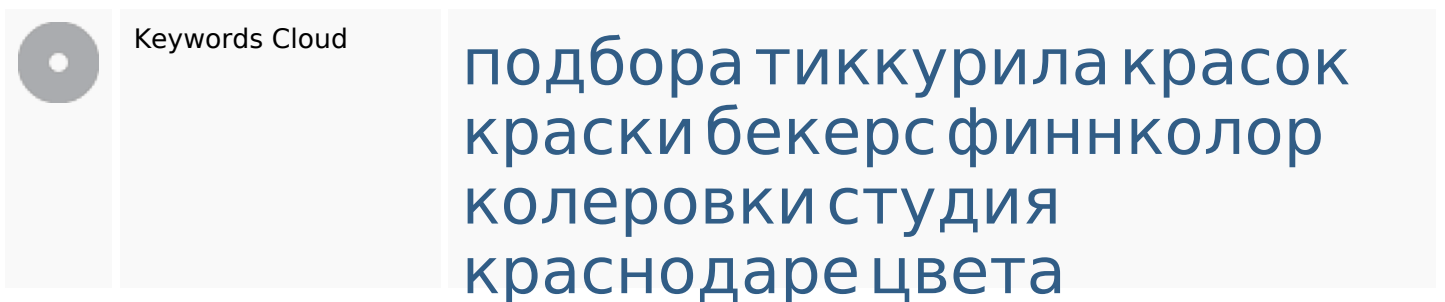 Keywords Cloud
подбора тиккурила красок
краски бекерс финнколор
колеровки студия
краснодаре цвета